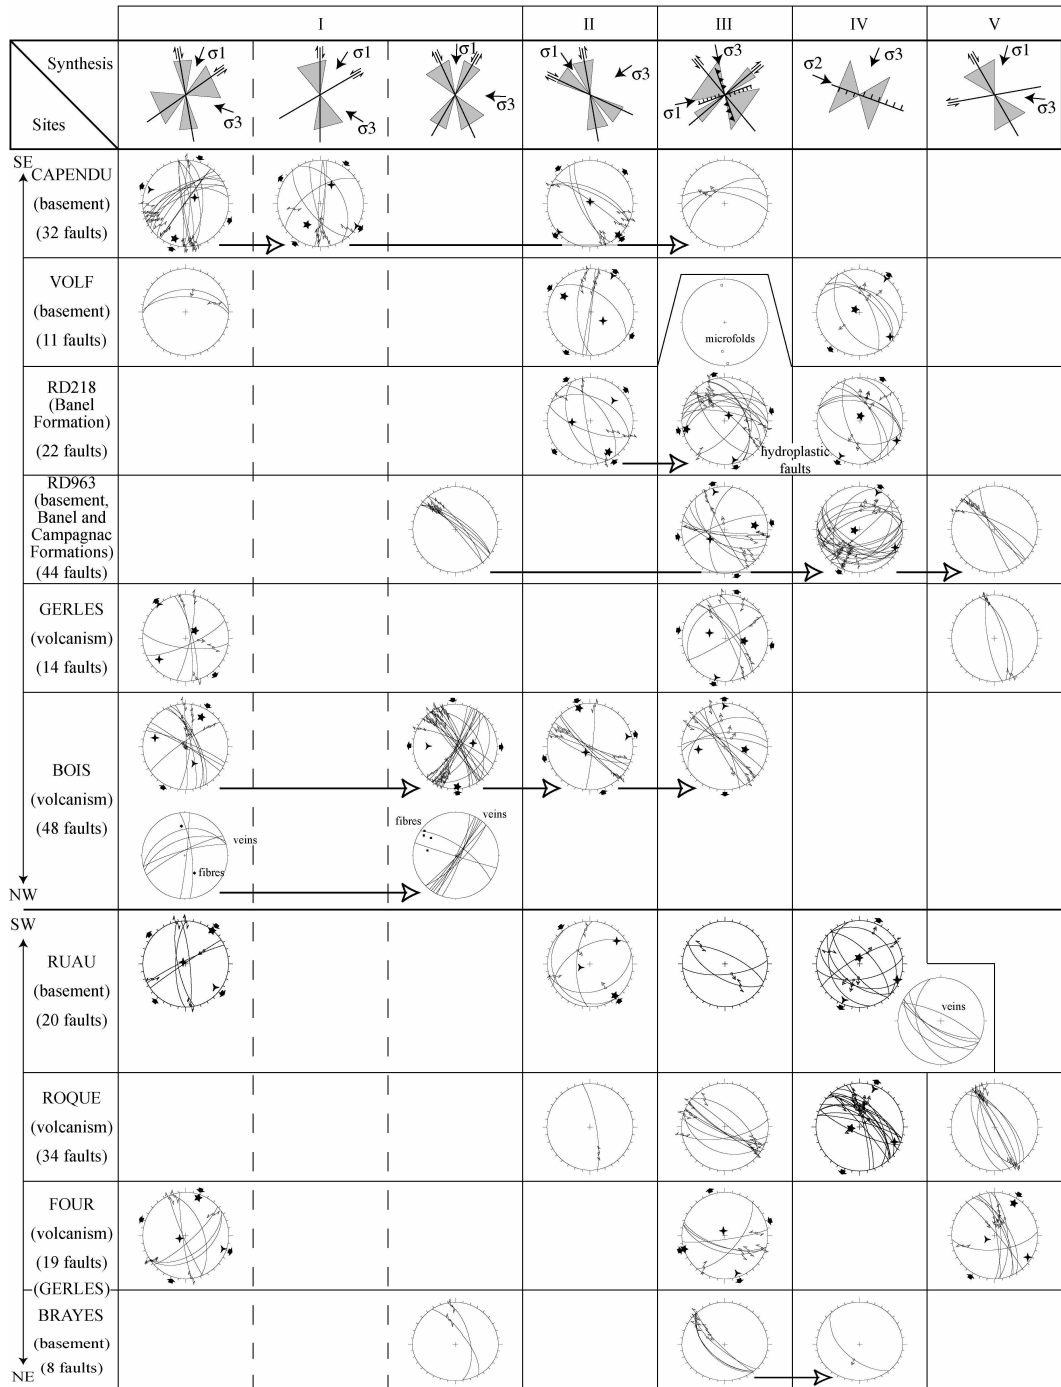 I II III IV V
Synthesis
Sites
σ1
σ3
σ1
σ3
σ1
σ3
σ1
σ3
σ3
σ1
σ2
σ3
σ1
σ3
SE
CAPENDU
(basement)
(32 faults)
VOLF
(basement)
(11 faults)
microfolds
RD218
(Banel
Formation)
(22 faults)
hydroplastic
faults
RD963
(basement,
Banel and
Campagnac
Formations)
(44 faults)
GERLES
(volcanism)
(14 faults)
BOIS
(volcanism)
(48 faults)
veins
fibres
fibres
veins
NW
SW
RUAU
(basement)
(20 faults)
veins
ROQUE
(volcanism)
(34 faults)
FOUR
(volcanism)
(19 faults)
(GERLES)
BRAYES
(basement)
(8 faults)
NE